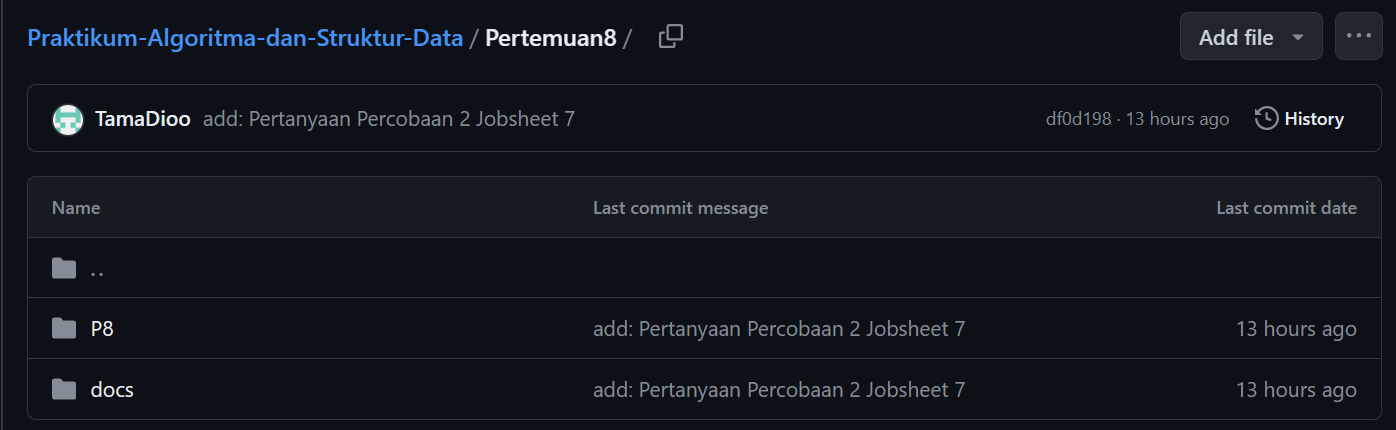 Praktikum-Algoritma-dan-Struktur-Data / Pertemuan8 / Add file ...
TamaDioo add: Pertanyaan Percobaan 2 Jobsheet 7 df0d198 · 13 hours ago History
Name Last commit message Last commit date
..
P8 add: Pertanyaan Percobaan 2 Jobsheet 7 13 hours ago
docs add: Pertanyaan Percobaan 2 Jobsheet 7 13 hours ago